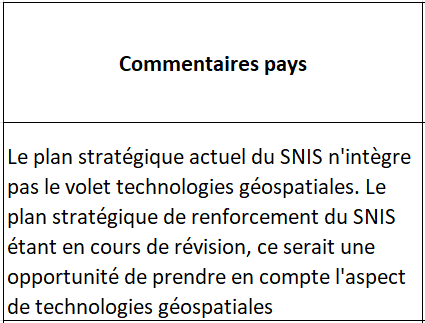 Commentaires pays
Le plan stratégique actuel du SNIS n'intègre
pas le volet technologies géospatiales. Le
plan stratégique de renforcement du SNIS
étant en cours de révision, ce serait une
opportunité de prendre en compte l'aspect
de technologies géospatiales